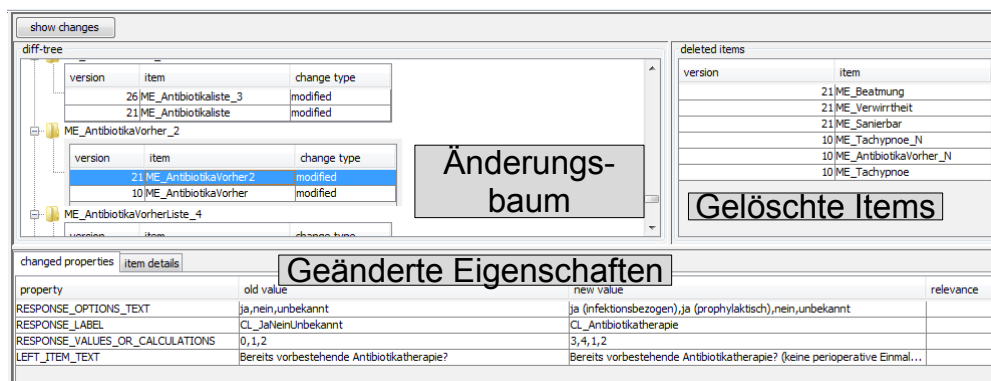 show changes
diff-tree
version item change type
26 ME_Antibiotikaliste_3 modified
21 ME_Antibiotikaliste modified
ME_AntibiotikaVorher_2
version item change type
21 ME_AntibiotikaVorher2 modified
10 ME_AntibiotikaVorher modified
ME_AntibiotikaVorherListe_4
version item change type
Änderungs-
baum
deleted items
version item
21 ME_Beatmung
21 ME_Verwirrtheit
21 ME_Sanierbar
10 ME_Tachypnoe_N
10 ME_AntibiotikaVorher_N
10 ME_Tachypnoe
Gelöschte Items
changed properties item details
Geänderte Eigenschaften
property old value new value relevance
RESPONSE_OPTIONS_TEXT ja,nein,unbekannt ja (infektionsbezogen),ja (prophylaktisch),nein,unbekannt
RESPONSE_LABEL CL_JaNeinUnbekannt CL_Antibiotikatherapie
RESPONSE_VALUES_OR_CALCULATIONS 0,1,2 3,4,1,2
LEFT_ITEM_TEXT Bereits vorbestehende Antibiotikatherapie? Bereits vorbestehende Antibiotikatherapie? (keine perioperative Einmal...